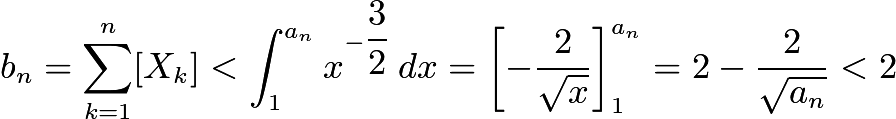 $b_n = \sum_{k=1}^{n} [X_k] < \int_1^{a_n} x^{-\frac{3}{2}} \, dx = \left[ -\frac{2}{\sqrt{x}} \right]_1^{a_n} = 2 - \frac{2}{\sqrt{a_n}} < 2$